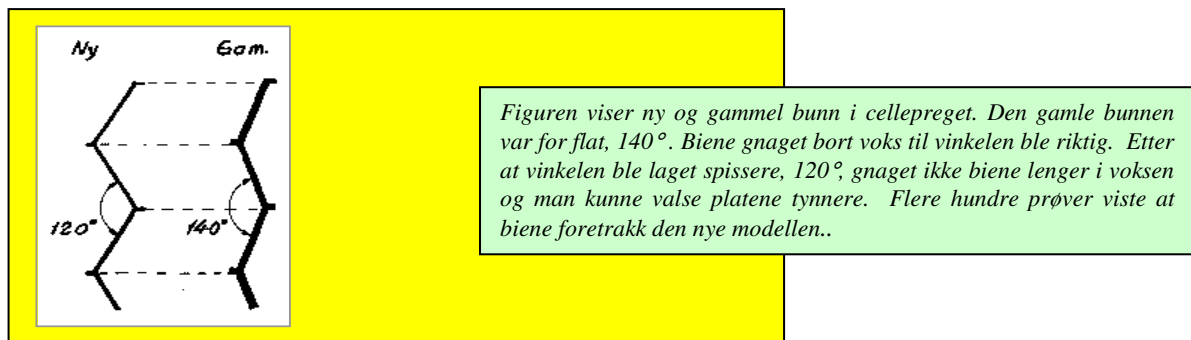 Ny Gam.
120° 140°
Figuren viser ny og gammel bunn i cellepreget. Den gamle bunnen
var for flat, 140°. Biene gnaget bort voks til vinkelen ble riktig. Etter
at vinkelen ble laget spissere, 120°, gnaget ikke biene lenger i voksen
og man kunne valse platene tynnere. Flere hundre prøver viste at
biene foretrakk den nye modellen..